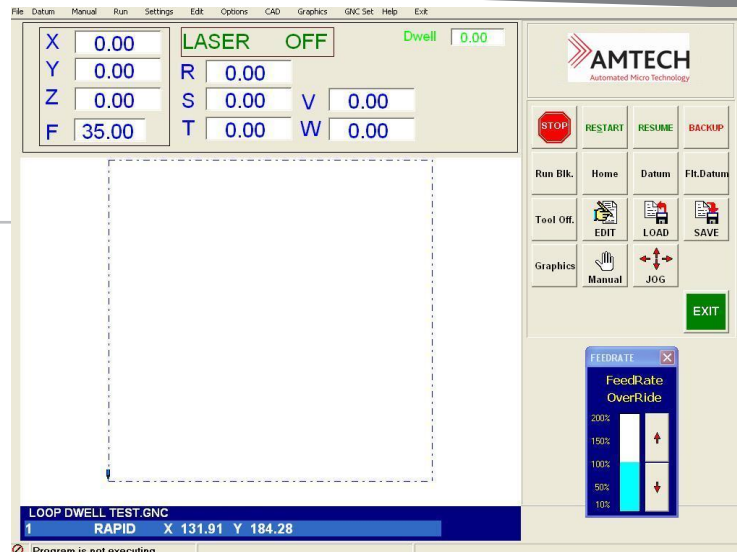 File Datum Manual Run Settings Edit Options CAD Graphics GNC Set Help Exit
X 0.00
Y 0.00
Z 0.00
F 35.00
LASER OFF
R 0.00
S 0.00
T 0.00
V 0.00
W 0.00
Dwell 0.00
AMTECH
Automated Micro Technology
STOP RESTART RESUME BACKUP
Run Blk. Home Datum Flt.Datum
Tool Off. EDIT LOAD SAVE
Graphics Manual JOG
EXIT
FEEDRATE
FeedRate
OverRide
200%
150%
100%
50%
10%
LOOP DWELL TEST.GNC
1 RAPID X 131.91 Y 184.28
Program is not executing